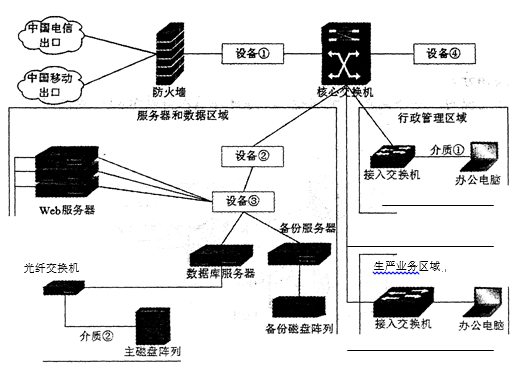 中国电信
出口
设备①
设备④
中国移动
出口
防火墙
核心交换机
服务器和数据区域
行政管理区域
设备②
介质①
接入交换机
办公电脑
设备③
Web服务器
备份服务器
光纤交换机
数据库服务器
生产业务区域
介质②
主磁盘阵列
备份磁盘阵列
接入交换机
办公电脑